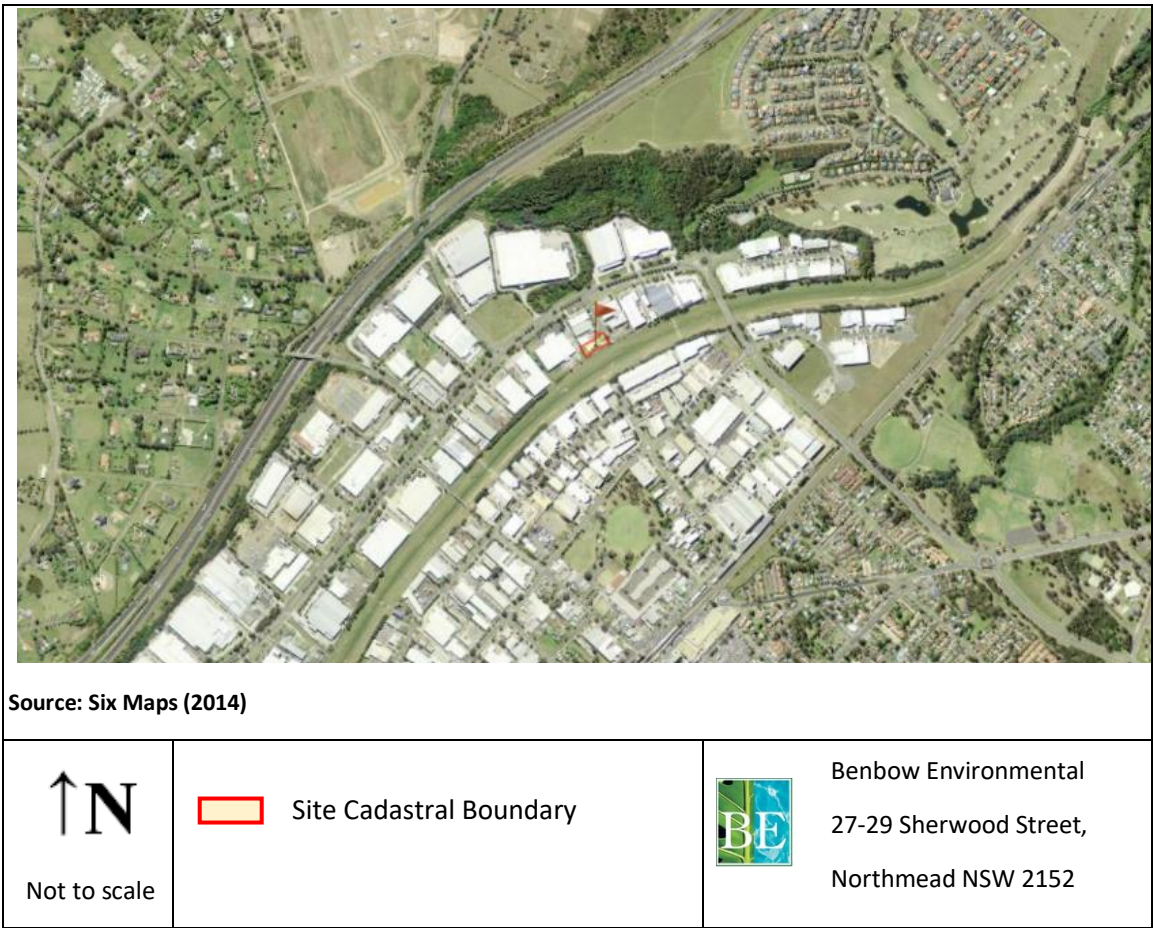 Source: Six Maps (2014)
↑N
Not to scale
Site Cadastral Boundary
BE
Benbow Environmental
27-29 Sherwood Street,
Northmead NSW 2152